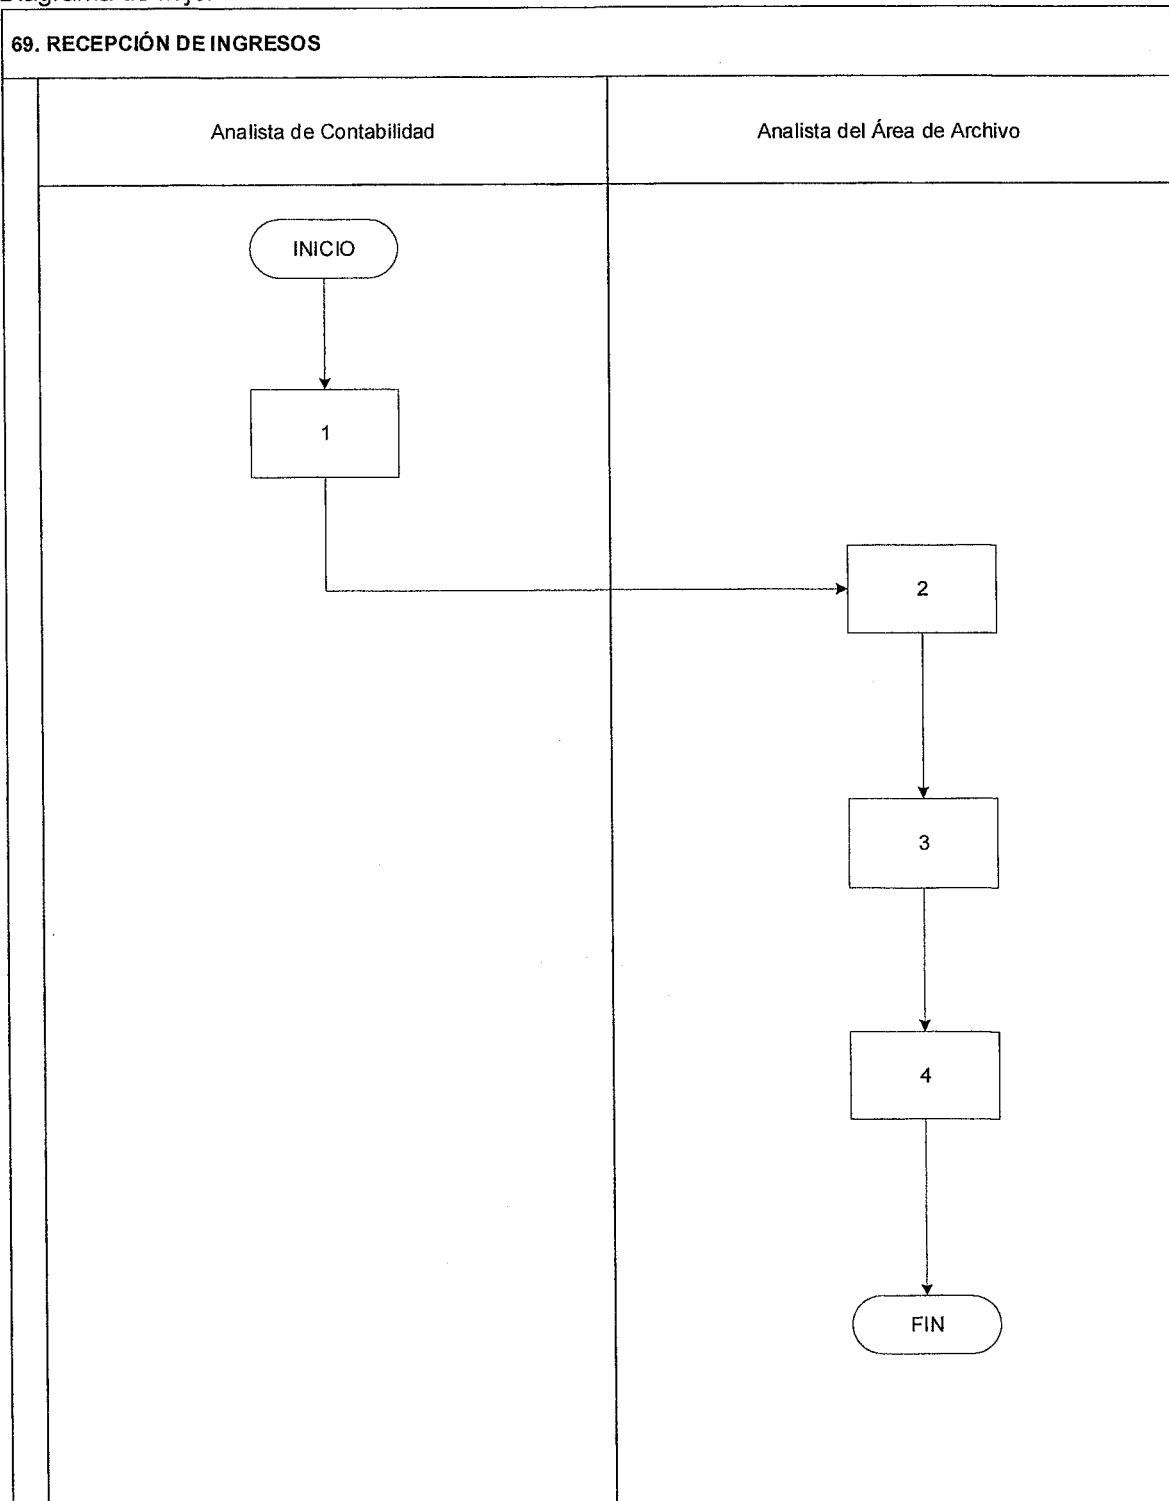 69. RECEPCIÓN DE INGRESOS
Analista de Contabilidad
Analista del Área de Archivo
INICIO
1
2
3
4
FIN